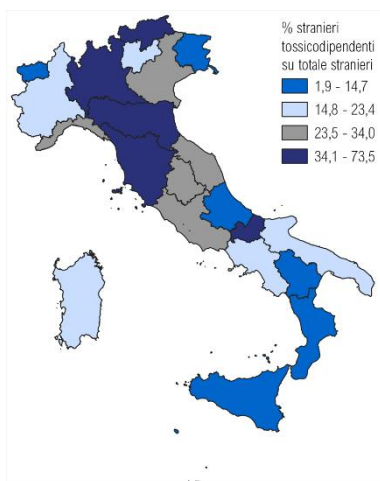 % stranieri
tossicodipendenti
su totale stranieri
1,9 - 14,7
14,8 - 23,4
23,5 - 34,0
34,1 - 73,5